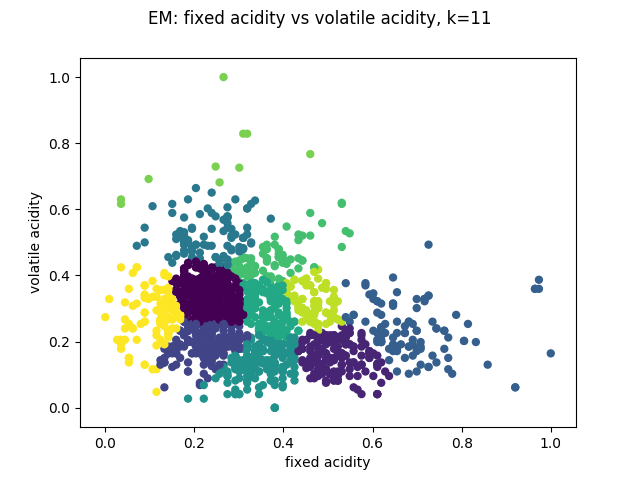 EM: fixed acidity vs volatile acidity, k=11
1.0
0.8
0.6
0.4
0.2
0.0
volatile acidity
0.0 0.2 0.4 0.6 0.8 1.0
fixed acidity